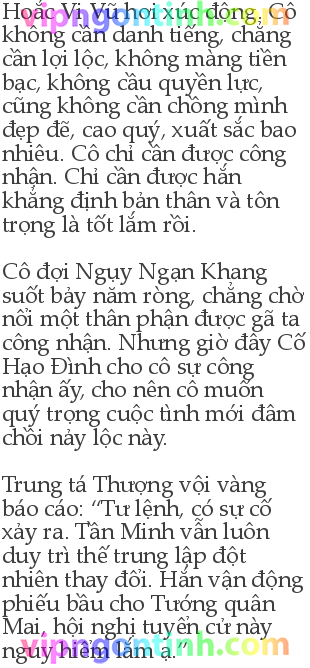 vipngontinh.com
Hoắc Vi Vũ hơi xúc động. Cô
không cần danh tiếng, chẳng
cần lợi lộc, không màng tiền
bạc, không cầu quyền lực,
cũng không cần chồng mình
đẹp đẽ, cao quý, xuất sắc bao
nhiêu. Cô chỉ cần được công
nhận. Chỉ cần được hắn
khẳng định bản thân và tôn
trọng là tốt lắm rồi.
Cô đợi Ngụy Ngạn Khang
suốt bảy năm ròng, chẳng chờ
nổi một thân phận được gã ta
công nhận. Nhưng giờ đây Cố
Hạo Đình cho cô sự công
nhận ấy, cho nên cô muốn
quý trọng cuộc tình mới đâm
chồi nảy lộc này.
Trung tá Thượng vội vàng
báo cáo: “Tư lệnh, có sự cố
xảy ra. Tần Minh vẫn luôn
duy trì thế trung lập đột
nhiên thay đổi. Hắn vận động
phiếu bầu cho Tướng quân
Mai, hội nghị tuyển cử này
nguy hiểm lắm ạ.”
vipngontinh.com